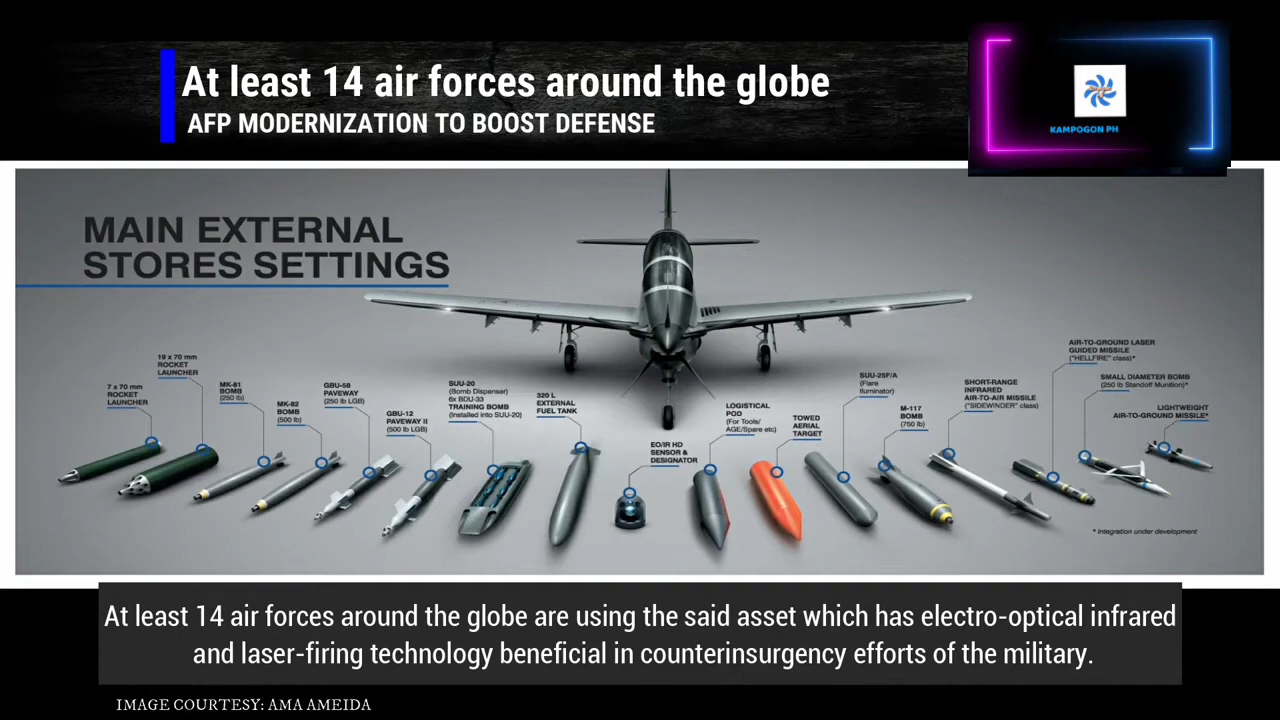 At least 14 air forces around the globe
AFP MODERNIZATION TO BOOST DEFENSE
KAMPOGON PH
MAIN EXTERNAL
STORES SETTINGS
7 x 70 mm
ROCKET
LAUNCHER
19 x 70 mm
ROCKET
LAUNCHER
MK-81
BOMB
(250 lb)
MK-82
BOMB
(500 lb)
GBU-58
PAVEWAY
(250 lb LGB)
GBU-12
PAVEWAY II
(500 lb LGB)
SUU-20
(Bomb Dispenser)
6x BDU-33
TRAINING BOMB
(Installed into SUU-20)
320 L
EXTERNAL
FUEL TANK
EO/IR HD
SENSOR &
DESIGNATOR
LOGISTICAL
POD
(For Tools/
AGE/Spare etc)
TOWED
AERIAL
TARGET
SUU-25F/A
(Flare
Iluminator)
M-117
BOMB
(750 lb)
SHORT-RANGE
INFRARED
AIR-TO-AIR MISSILE
("SIDEWINDER" class)
AIR-TO-GROUND LASER
GUIDED MISSILE
("HELLFIRE" class)*
SMALL DIAMETER BOMB
(250 lb Standoff Munition)*
LIGHTWEIGHT
AIR-TO-GROUND MISSILE*
* Integration under development
At least 14 air forces around the globe are using the said asset which has electro-optical infrared
and laser-firing technology beneficial in counterinsurgency efforts of the military.
IMAGE COURTESY: AMA AMEIDA